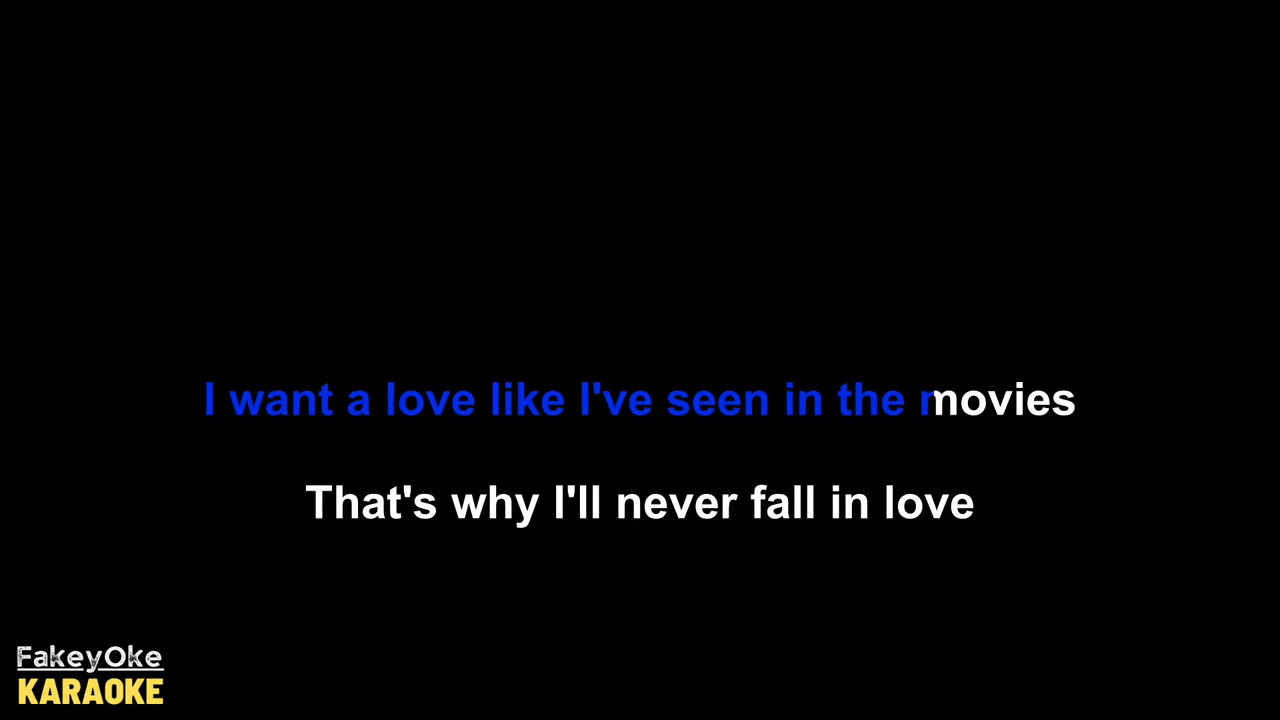 I want a love like I've seen in the movies
That's why I'll never fall in love
FakeyOke
KARAOKE